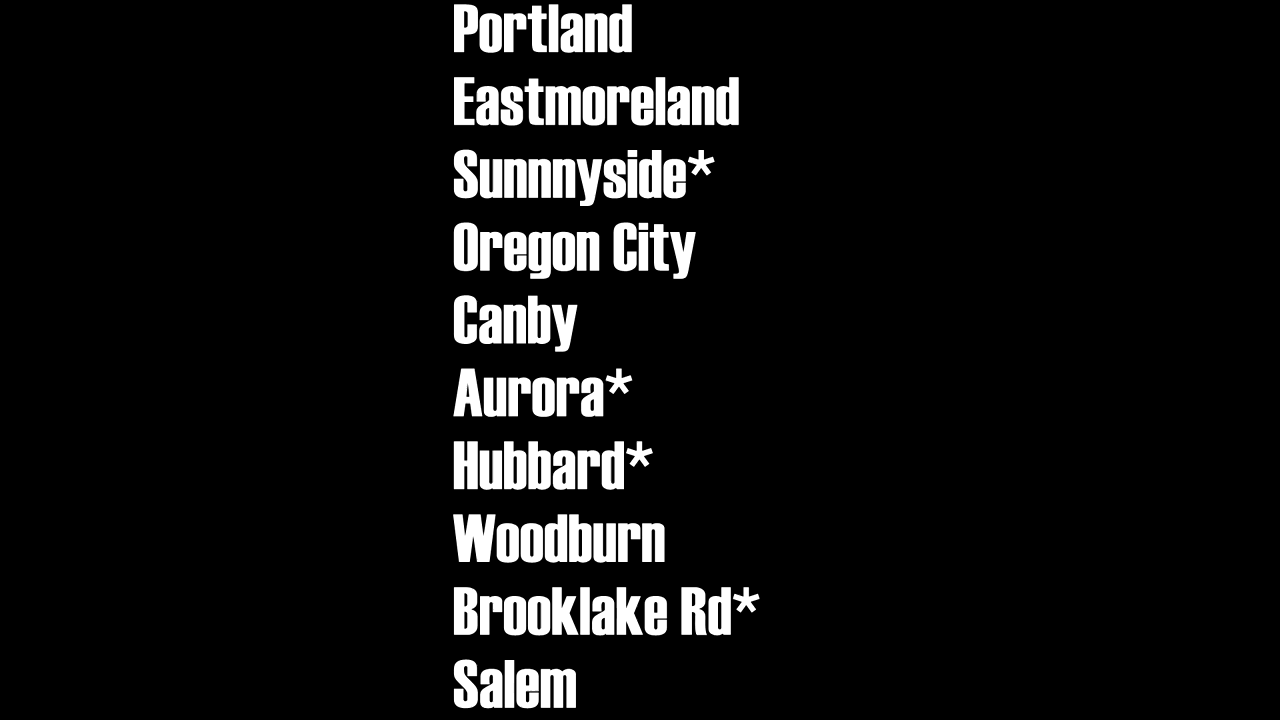 Portland
Eastmoreland
Sunnnyside*
Oregon City
Canby
Aurora*
Hubbard*
Woodburn
Brooklake Rd*
Salem